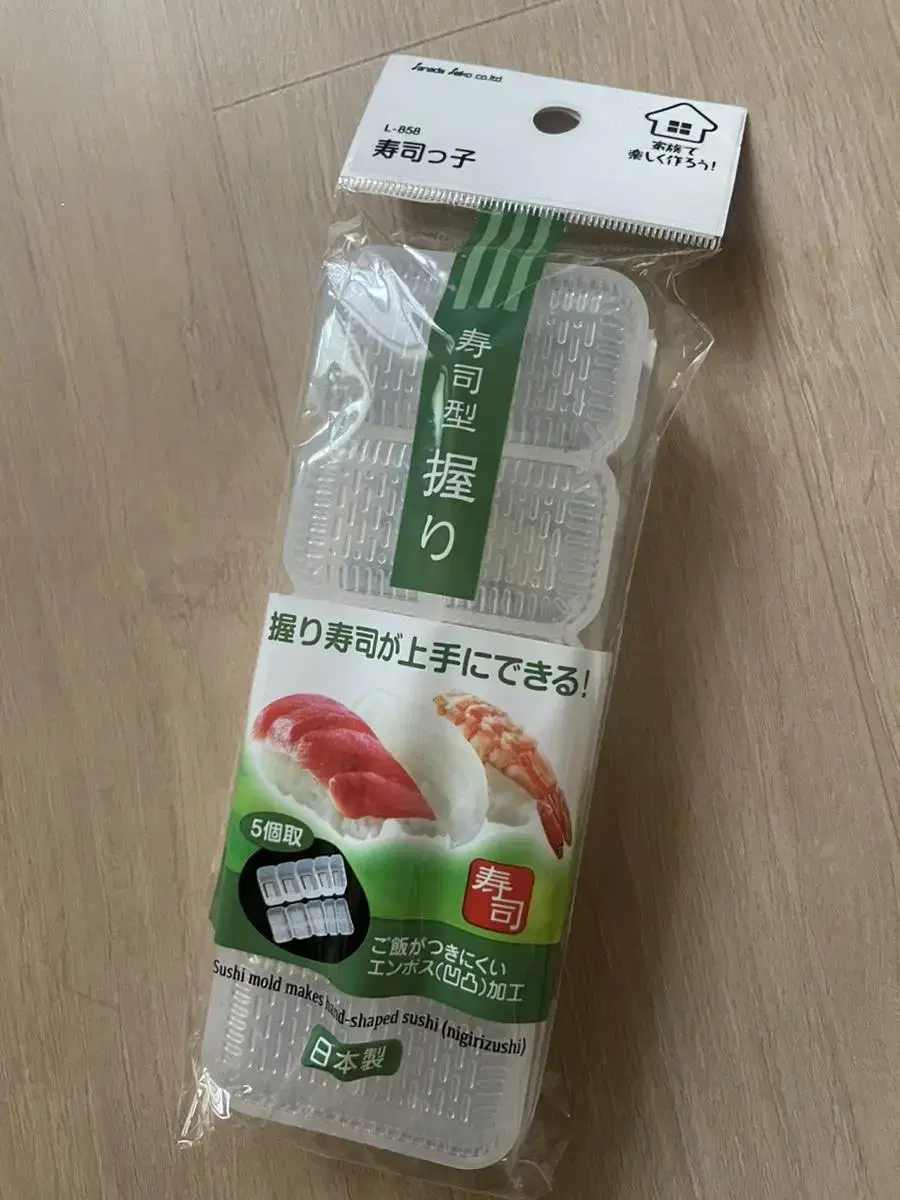 Sanada Seiko co.ltd
L-858
寿司っ子
家族で
楽しく作ろう!
寿司型 握り
握り寿司が上手にできる!
5個取
寿司
ご飯がつきにくい
エンボス(凹凸)加工
Sushi mold makes hand-shaped sushi (nigirizushi)
日本製